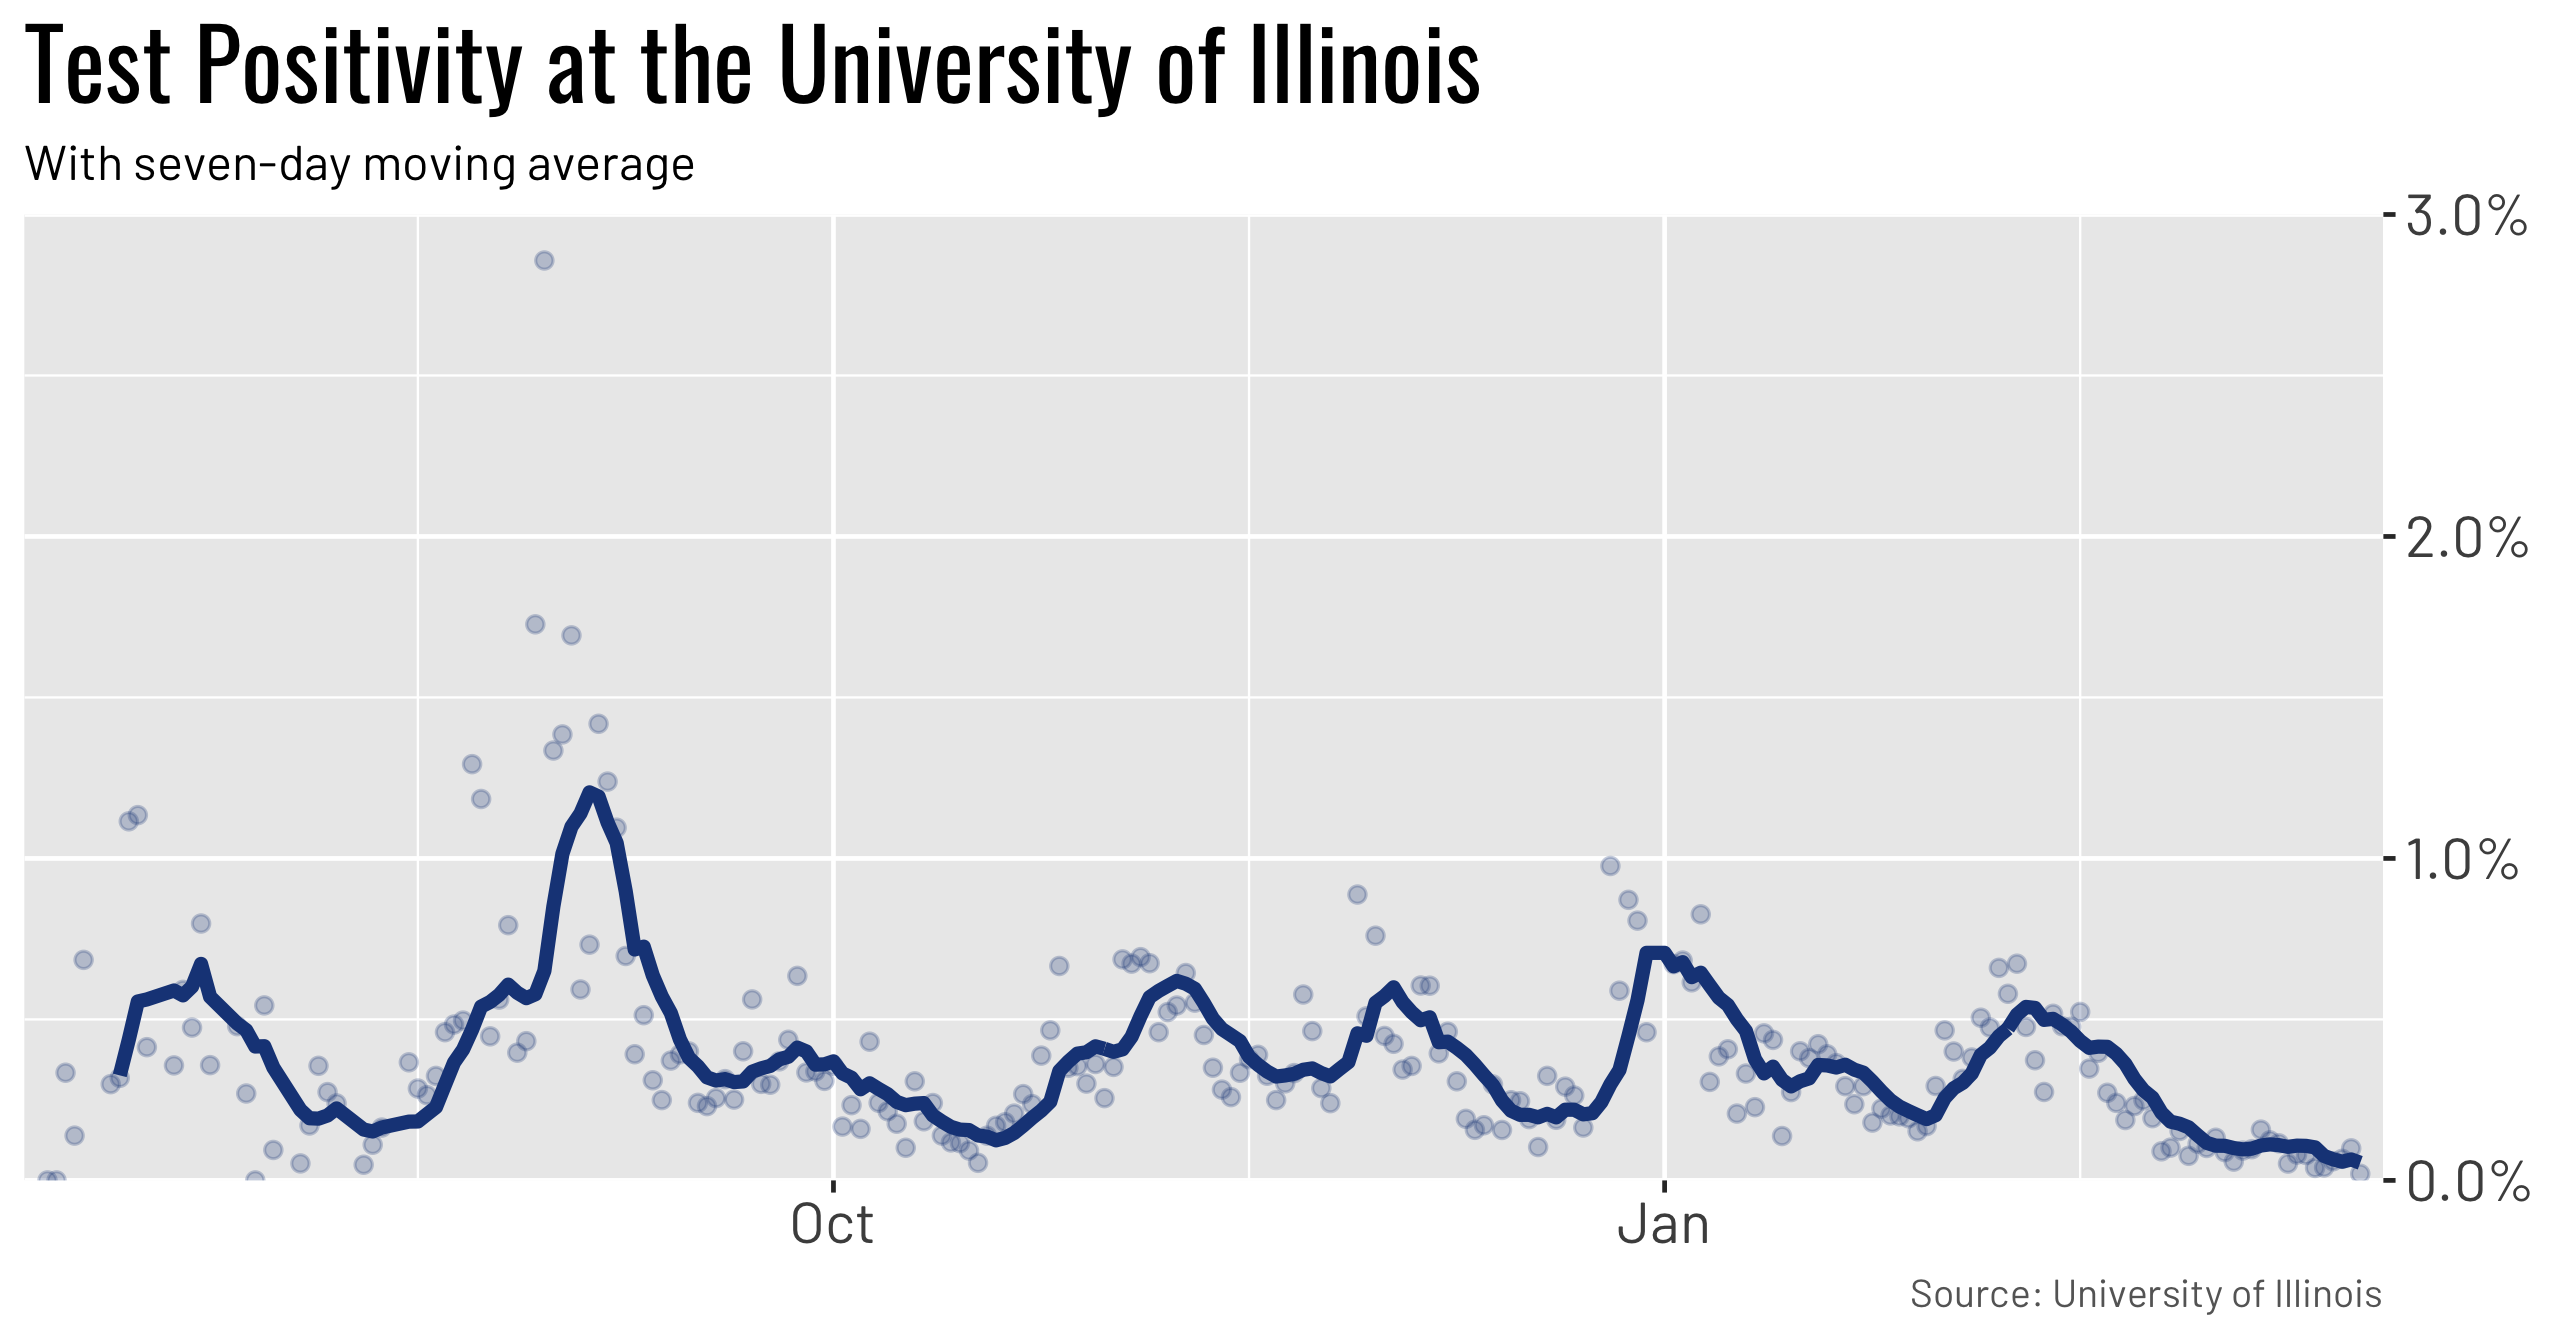 Test Positivity at the University of Illinois
With seven-day moving average
3.0%
2.0%
1.0%
0.0%
Oct
Jan
Source: University of Illinois